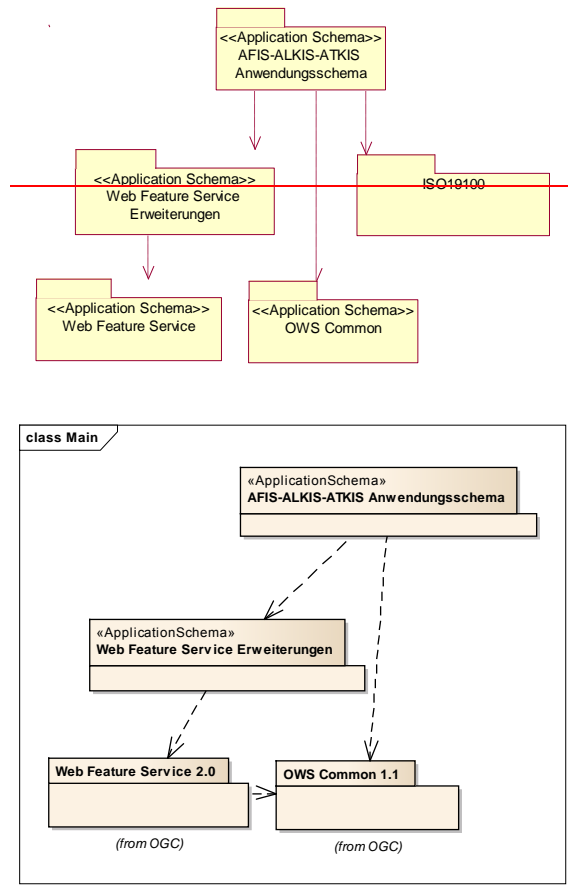 <<Application Schema>>
AFIS-ALKIS-ATKIS
Anwendungsschema
<<Application Schema>>
Web Feature Service
Erweiterungen
ISO19100
<<Application Schema>>
Web Feature Service
<<Application Schema>>
OWS Common
class Main
«ApplicationSchema»
AFIS-ALKIS-ATKIS Anwendungsschema
«ApplicationSchema»
Web Feature Service Erweiterungen
Web Feature Service 2.0
OWS Common 1.1
(from OGC)
(from OGC)